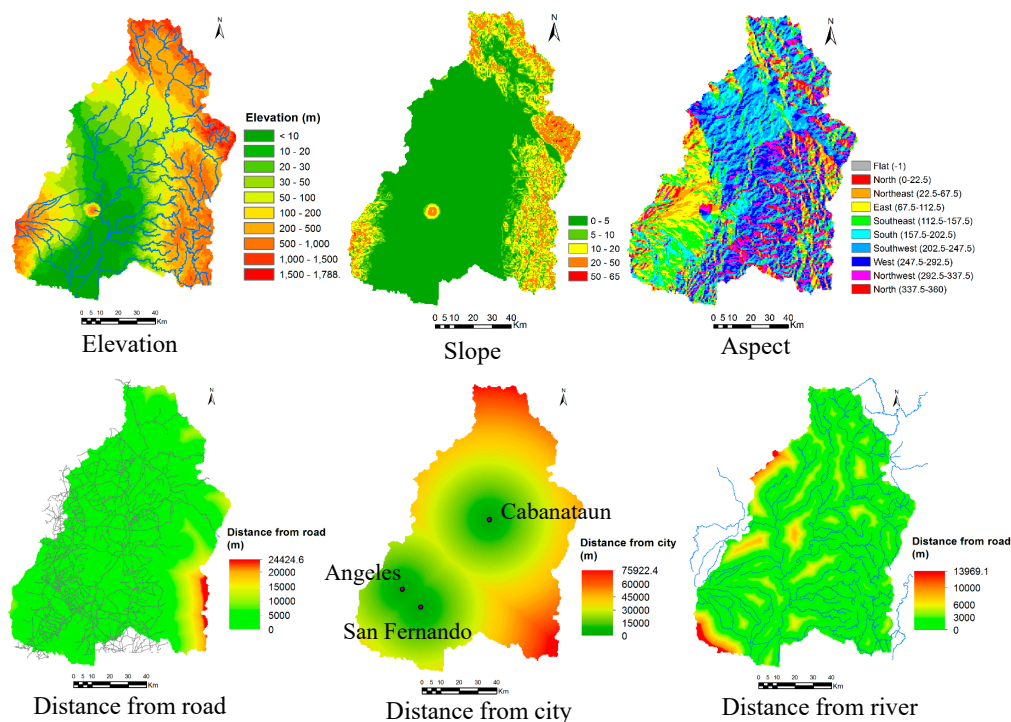 N
Elevation (m)
< 10
10 - 20
20 - 30
30 - 50
50 - 100
100 - 200
200 - 500
500 - 1,000
1,000 - 1,500
1,500 - 1,788.
0 5 10 20 30 40
Km
Elevation
N
0 - 5
5 - 10
10 - 20
20 - 50
50 - 65
0 5 10 20 30 40
Km
Slope
N
Flat (-1)
North (0-22.5)
Northeast (22.5-67.5)
East (67.5-112.5)
Southeast (112.5-157.5)
South (157.5-202.5)
Southwest (202.5-247.5)
West (247.5-292.5)
Northwest (292.5-337.5)
North (337.5-360)
0 5 10 20 30 40
Km
Aspect
N
Distance from road
(m)
24424.6
20000
15000
10000
5000
0
0 5 10 20 30 40
Km
Distance from road
N
Cabanataun
Angeles
San Fernando
Distance from city
(m)
75922.4
60000
45000
30000
15000
0
0 5 10 20 30 40
Km
Distance from city
N
Distance from road
(m)
13969.1
10000
6000
3000
0
0 5 10 20 30 40
Km
Distance from river